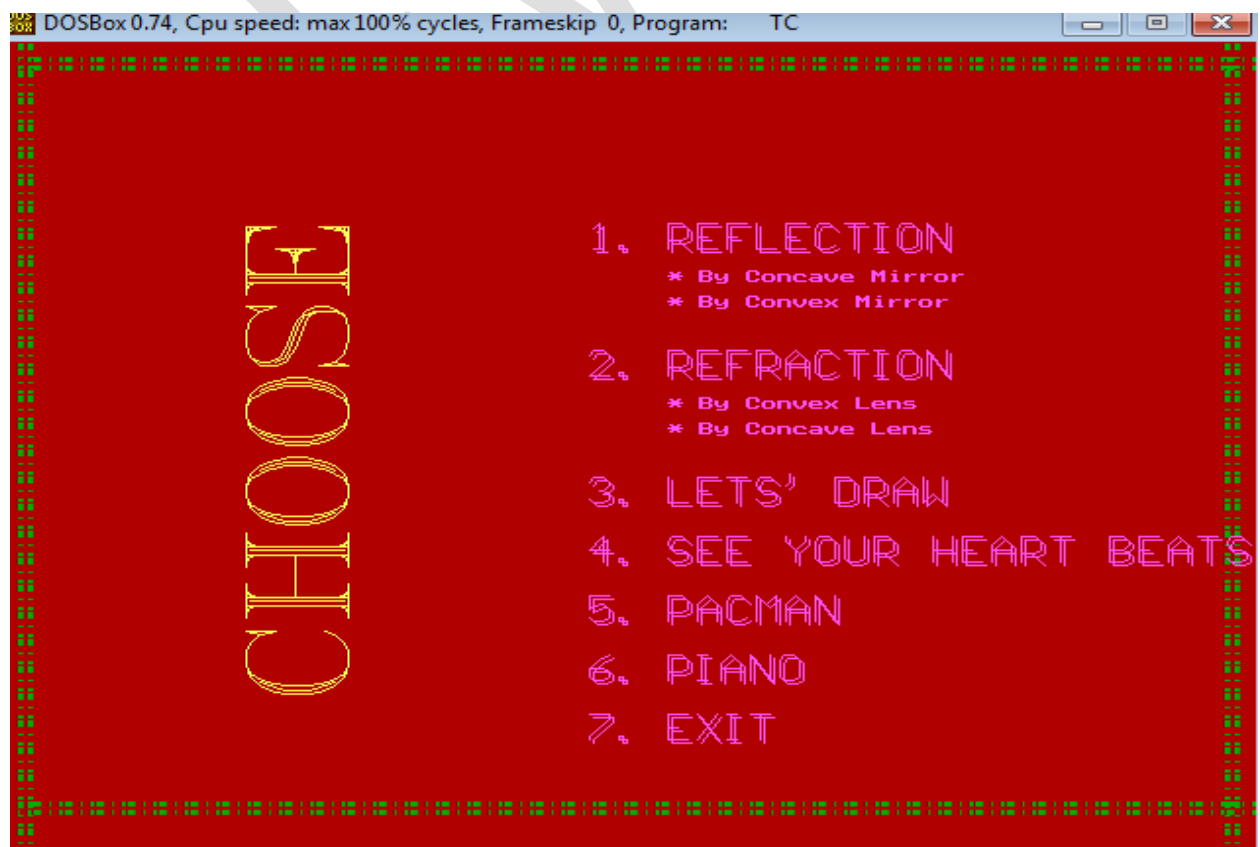 DOSBox 0.74, Cpu speed: max 100% cycles, Frameskip 0, Program: TC
CHOOSE
1. REFLECTION
* By Concave Mirror
* By Convex Mirror
2. REFRACTION
* By Convex Lens
* By Concave Lens
3. LETS' DRAW
4. SEE YOUR HEART BEATS
5. PACMAN
6. PIANO
7. EXIT